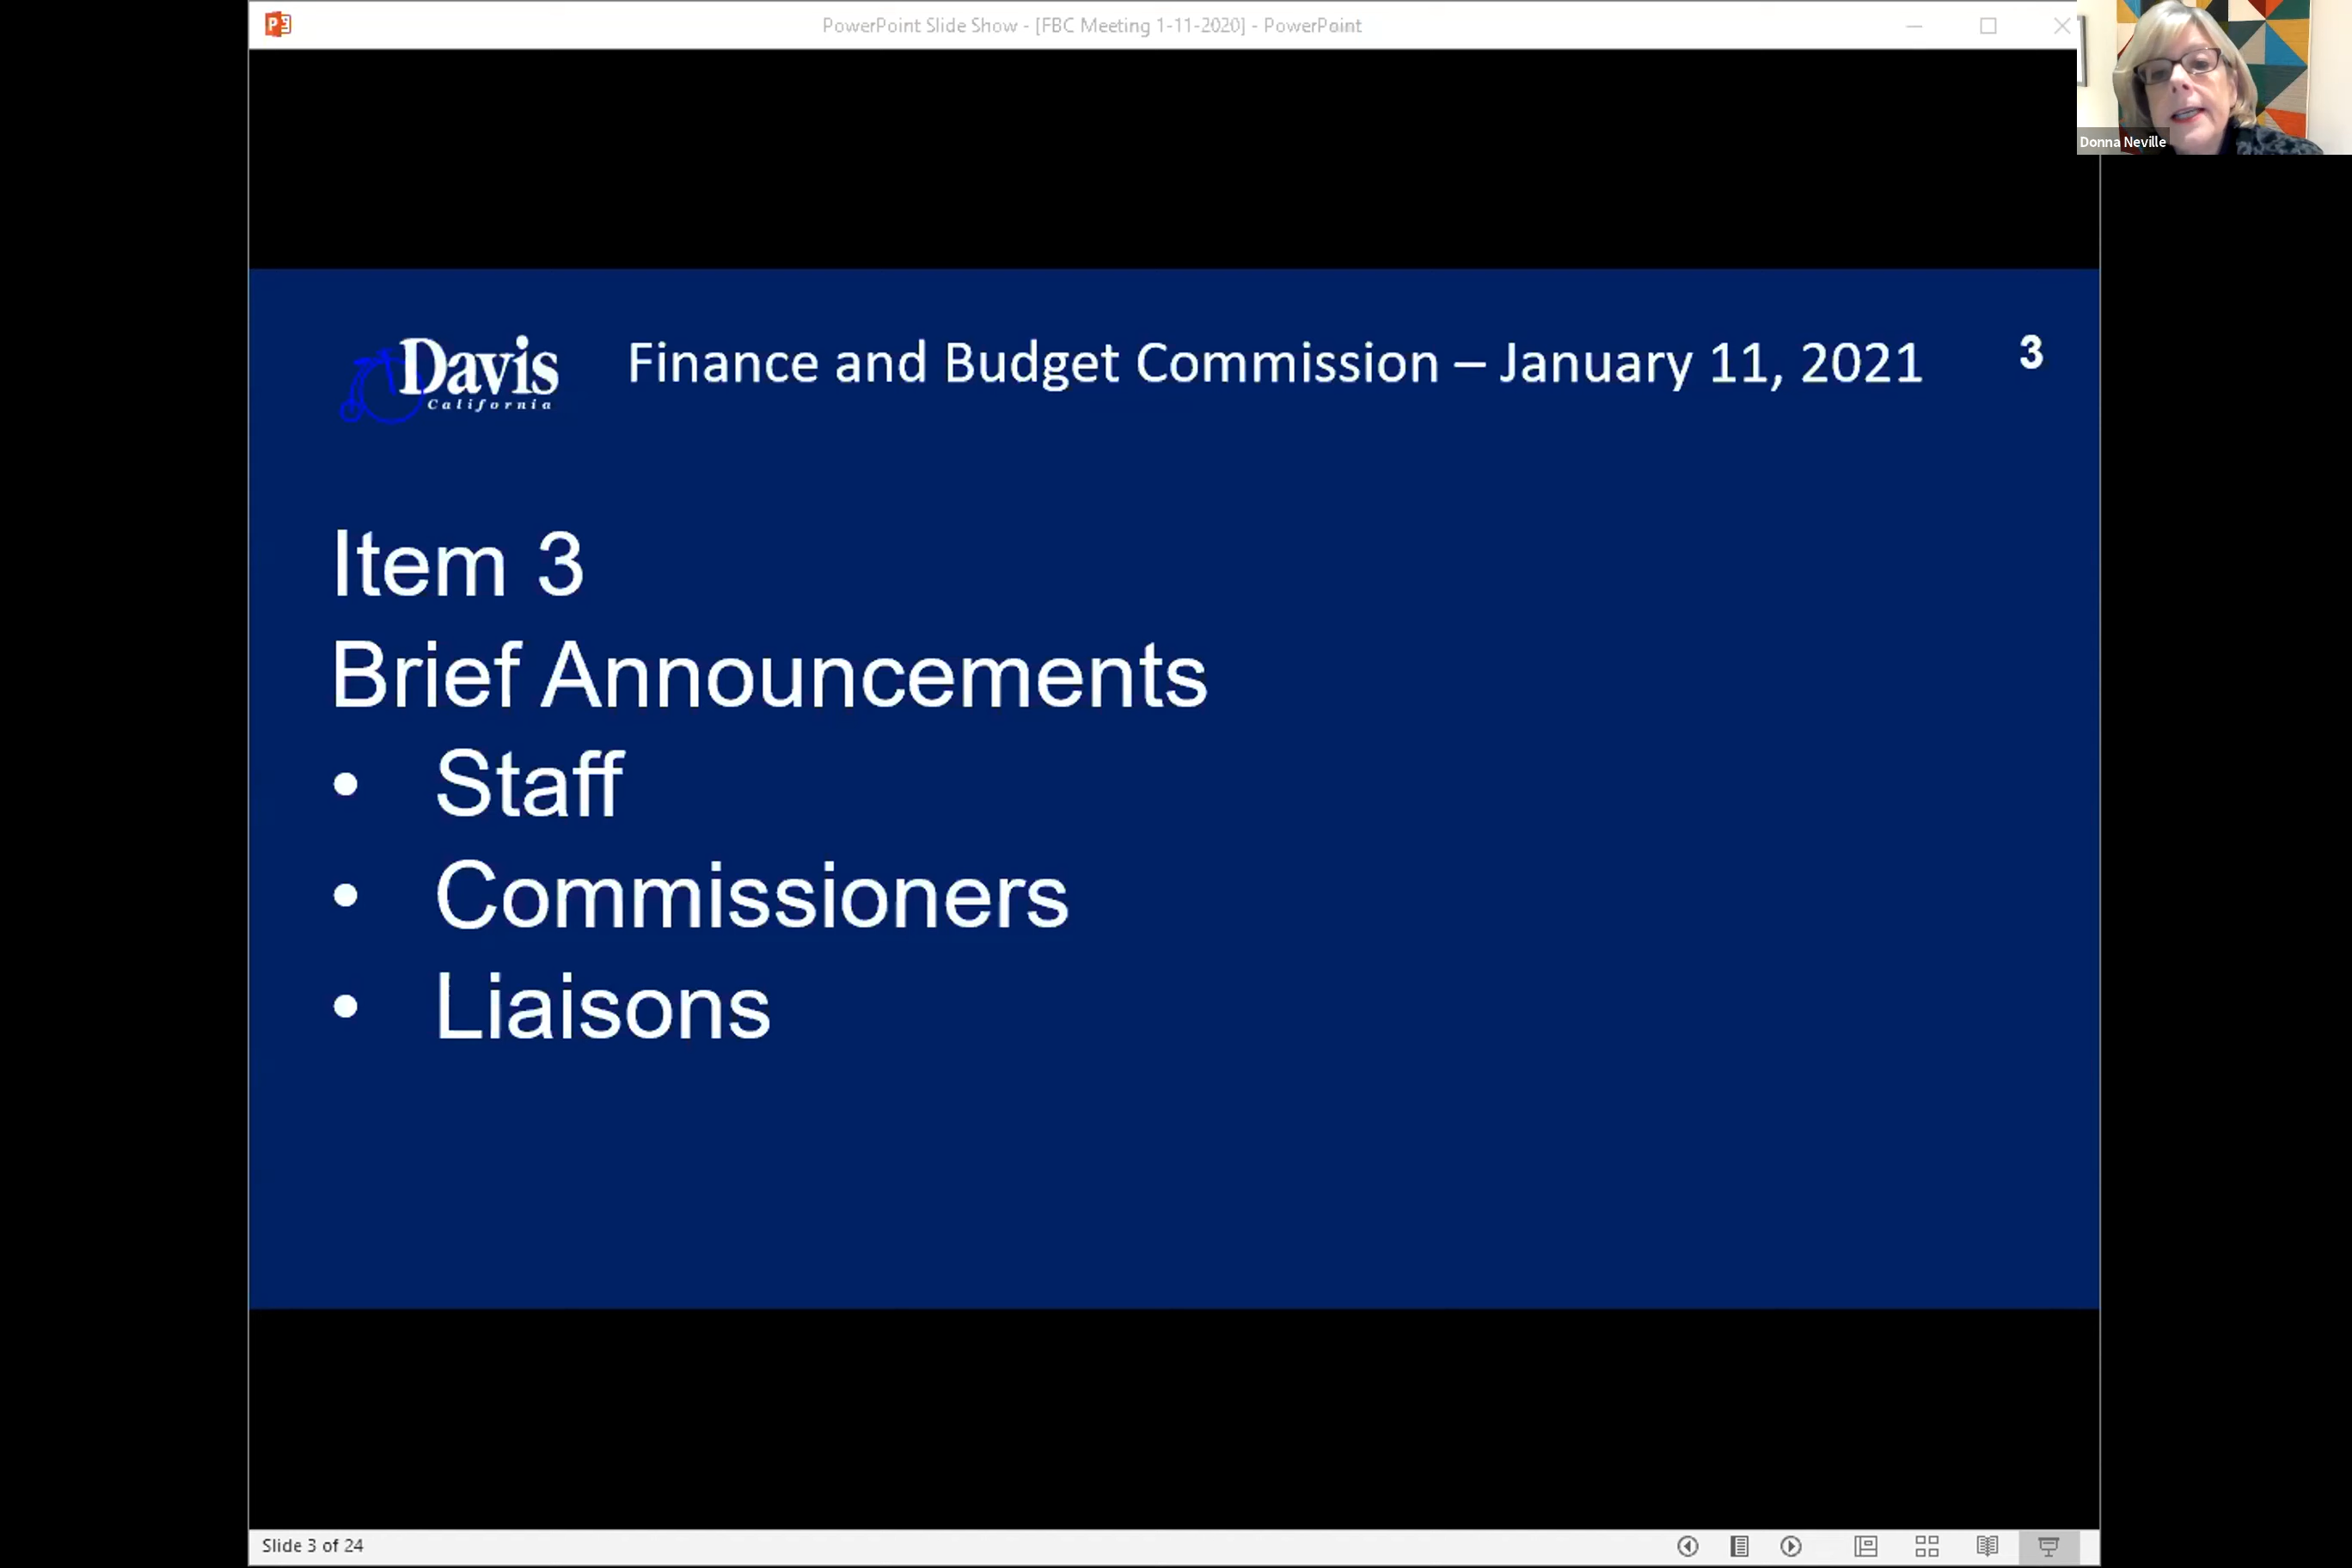 PowerPoint Slide Show - [FBC Meeting 1-11-2020] - PowerPoint
Donna Neville
Davis
California
Finance and Budget Commission – January 11, 2021
3
Item 3
Brief Announcements
• Staff
• Commissioners
• Liaisons
Slide 3 of 24